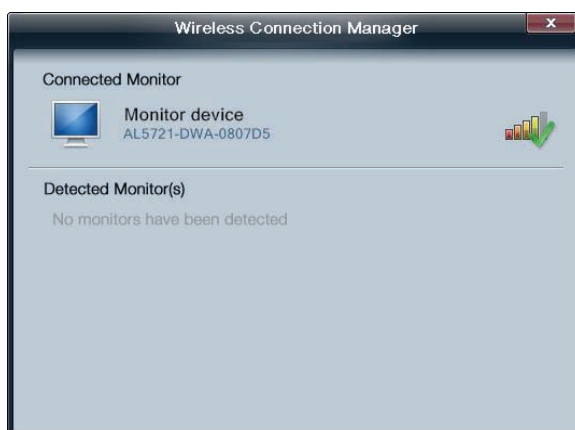 Wireless Connection Manager
x
Connected Monitor
Monitor device
AL5721-DWA-0807D5
Detected Monitor(s)
No monitors have been detected